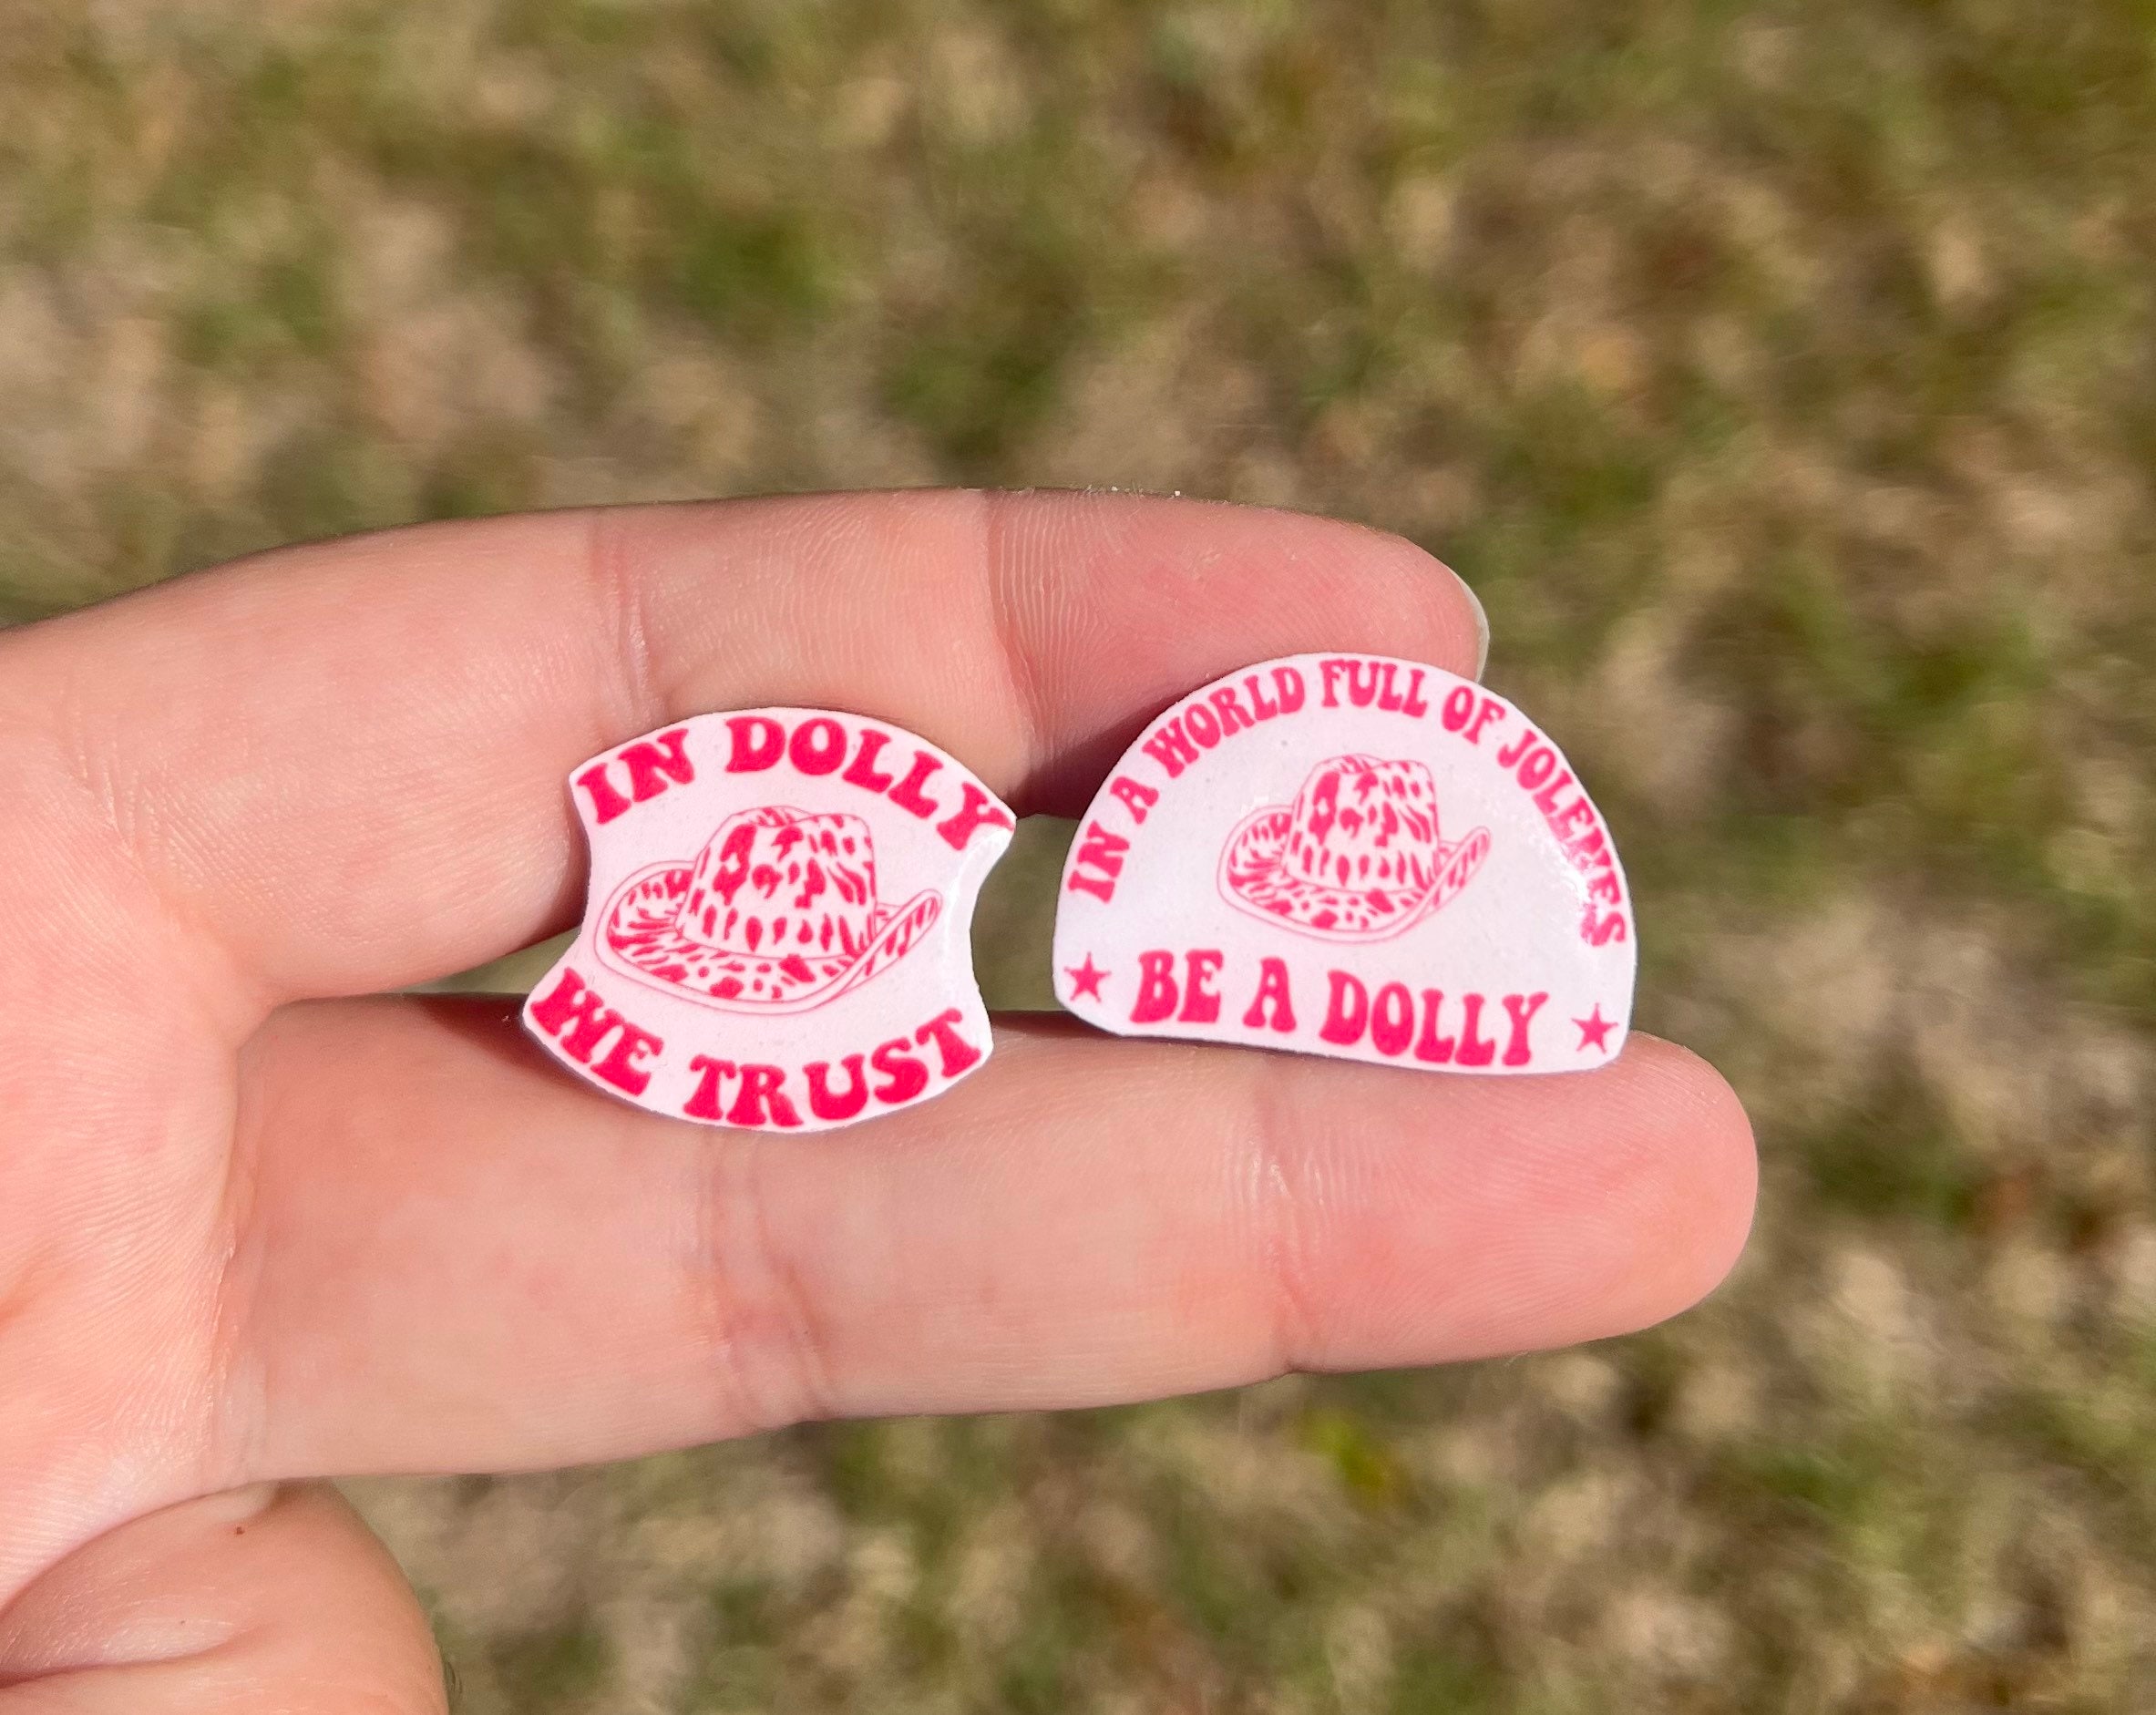 IN DOLLY
WE TRUST
IN A WORLD FULL OF JOLENES
BE A DOLLY